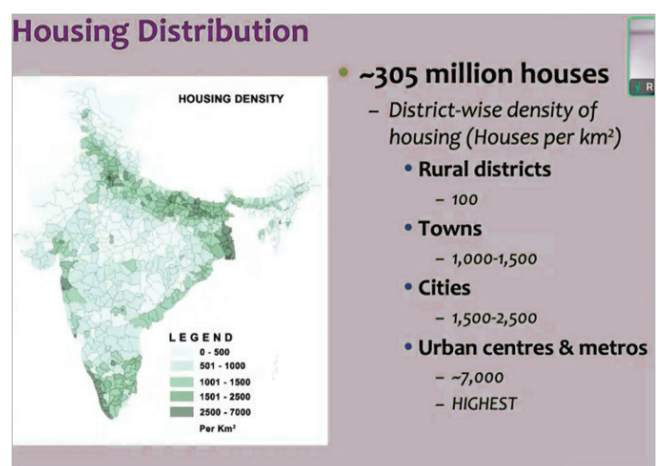 Housing Distribution
HOUSING DENSITY
LEGEND
0 - 500
501 - 1000
1001 - 1500
1501 - 2500
2500 - 7000
Per Km²
• ~305 million houses
– District-wise density of
housing (Houses per km²)
• Rural districts
– 100
• Towns
– 1,000-1,500
• Cities
– 1,500-2,500
• Urban centres & metros
– ~7,000
– HIGHEST
R